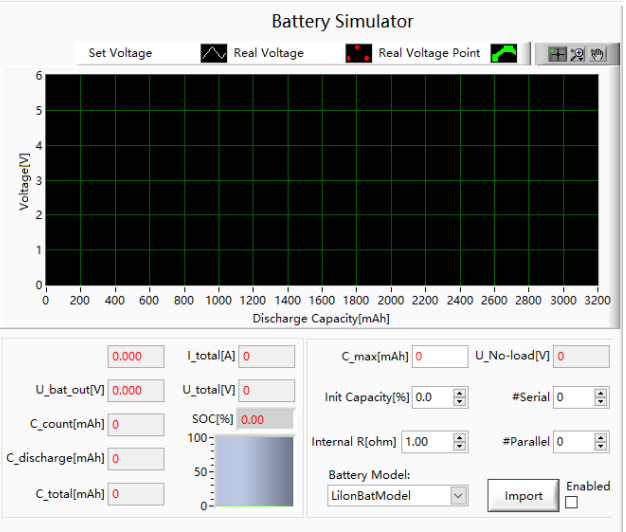 Battery Simulator
Set Voltage Real Voltage Real Voltage Point
6
5
4
3
2
1
0
Voltage[V]
0 200 400 600 800 1000 1200 1400 1600 1800 2000 2200 2400 2600 2800 3000 3200
Discharge Capacity[mAh]
0.000 I_total[A] 0
U_bat_out[V] 0.000 U_total[V] 0
C_count[mAh] 0 SOC[%] 0.00
C_discharge[mAh] 0
C_total[mAh] 0
100
50
0
C_max[mAh] 0 U_No-load[V] 0
Init Capacity[%] 0.0 #Serial 0
Internal R[ohm] 1.00 #Parallel 0
Battery Model:
LiIonBatModel Import Enabled